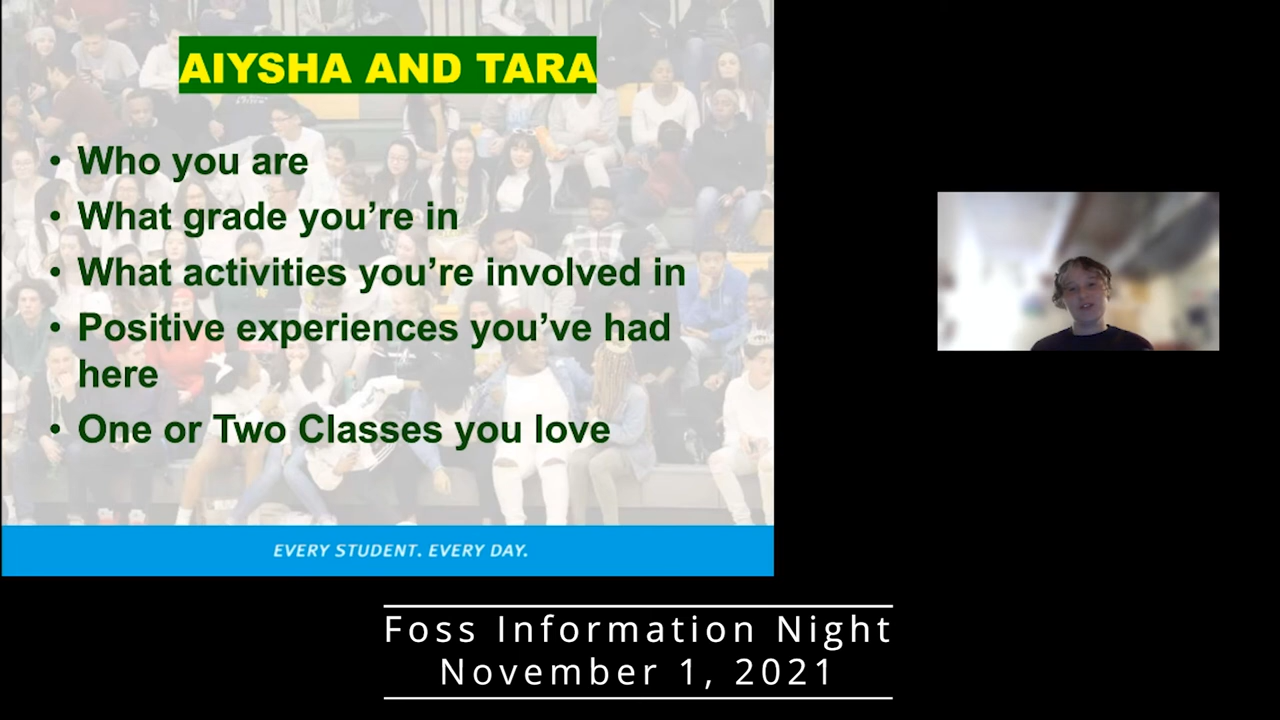 AIYSHA AND TARA
• Who you are
• What grade you're in
• What activities you're involved in
• Positive experiences you've had
here
• One or Two Classes you love
EVERY STUDENT. EVERY DAY.
Foss Information Night
November 1, 2021